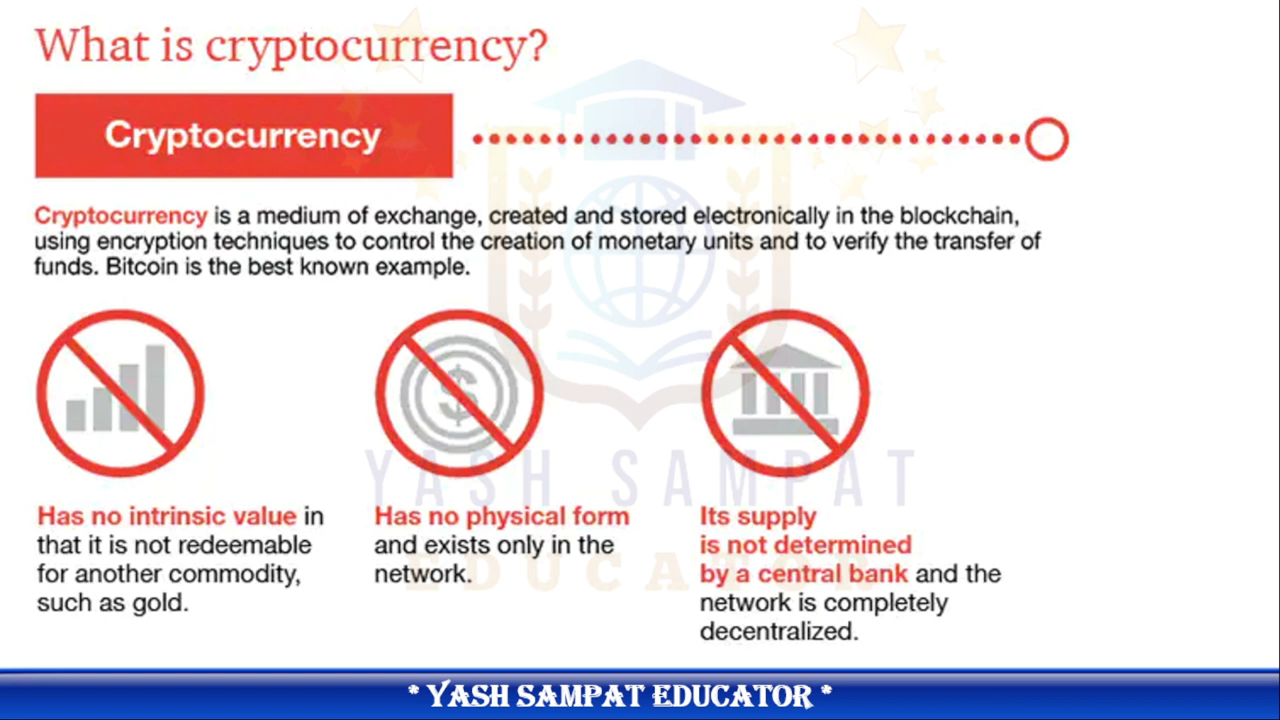 What is cryptocurrency?
Cryptocurrency
Cryptocurrency is a medium of exchange, created and stored electronically in the blockchain,
using encryption techniques to control the creation of monetary units and to verify the transfer of
funds. Bitcoin is the best known example.
$
Has no intrinsic value in
that it is not redeemable
for another commodity,
such as gold.
Has no physical form
and exists only in the
network.
Its supply
is not determined
by a central bank and the
network is completely
decentralized.
YASH SAMPAT
EDUCATOR
* YASH SAMPAT EDUCATOR *